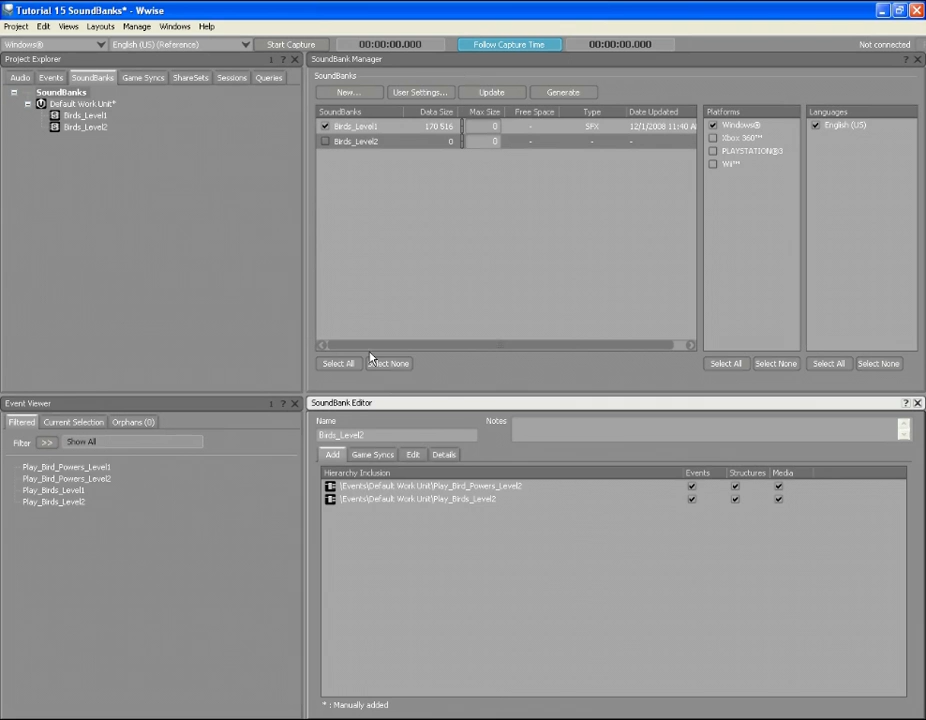 Tutorial 15 SoundBanks* - Wwise
Project Edit Views Layouts Manage Windows Help
Windows® English (US) (Reference) Start Capture 00:00:00.000 Follow Capture Time 00:00:00.000 Not connected
Project Explorer
Audio Events SoundBanks Game Syncs ShareSets Sessions Queries
SoundBanks
Default Work Unit*
Birds_Level1
Birds_Level2
SoundBank Manager
SoundBanks
New... User Settings... Update Generate
SoundBanks Data Size Max Size Free Space Type Date Updated
Birds_Level1 170 516 0 - SFX 12/1/2008 11:40 A
Birds_Level2 0 0 - - -
Select All Select None
Platforms
Windows®
Xbox 360™
PLAYSTATION®3
Wii™
Select All Select None
Languages
English (US)
Select All Select None
Event Viewer
Filtered Current Selection Orphans (0)
Filter >> Show All
Play_Bird_Powers_Level1
Play_Bird_Powers_Level2
Play_Birds_Level1
Play_Birds_Level2
SoundBank Editor
Name Notes
Birds_Level2
Add Game Syncs Edit Details
Hierarchy Inclusion Events Structures Media
\Events\Default Work Unit\Play_Bird_Powers_Level2
\Events\Default Work Unit\Play_Birds_Level2
* : Manually added